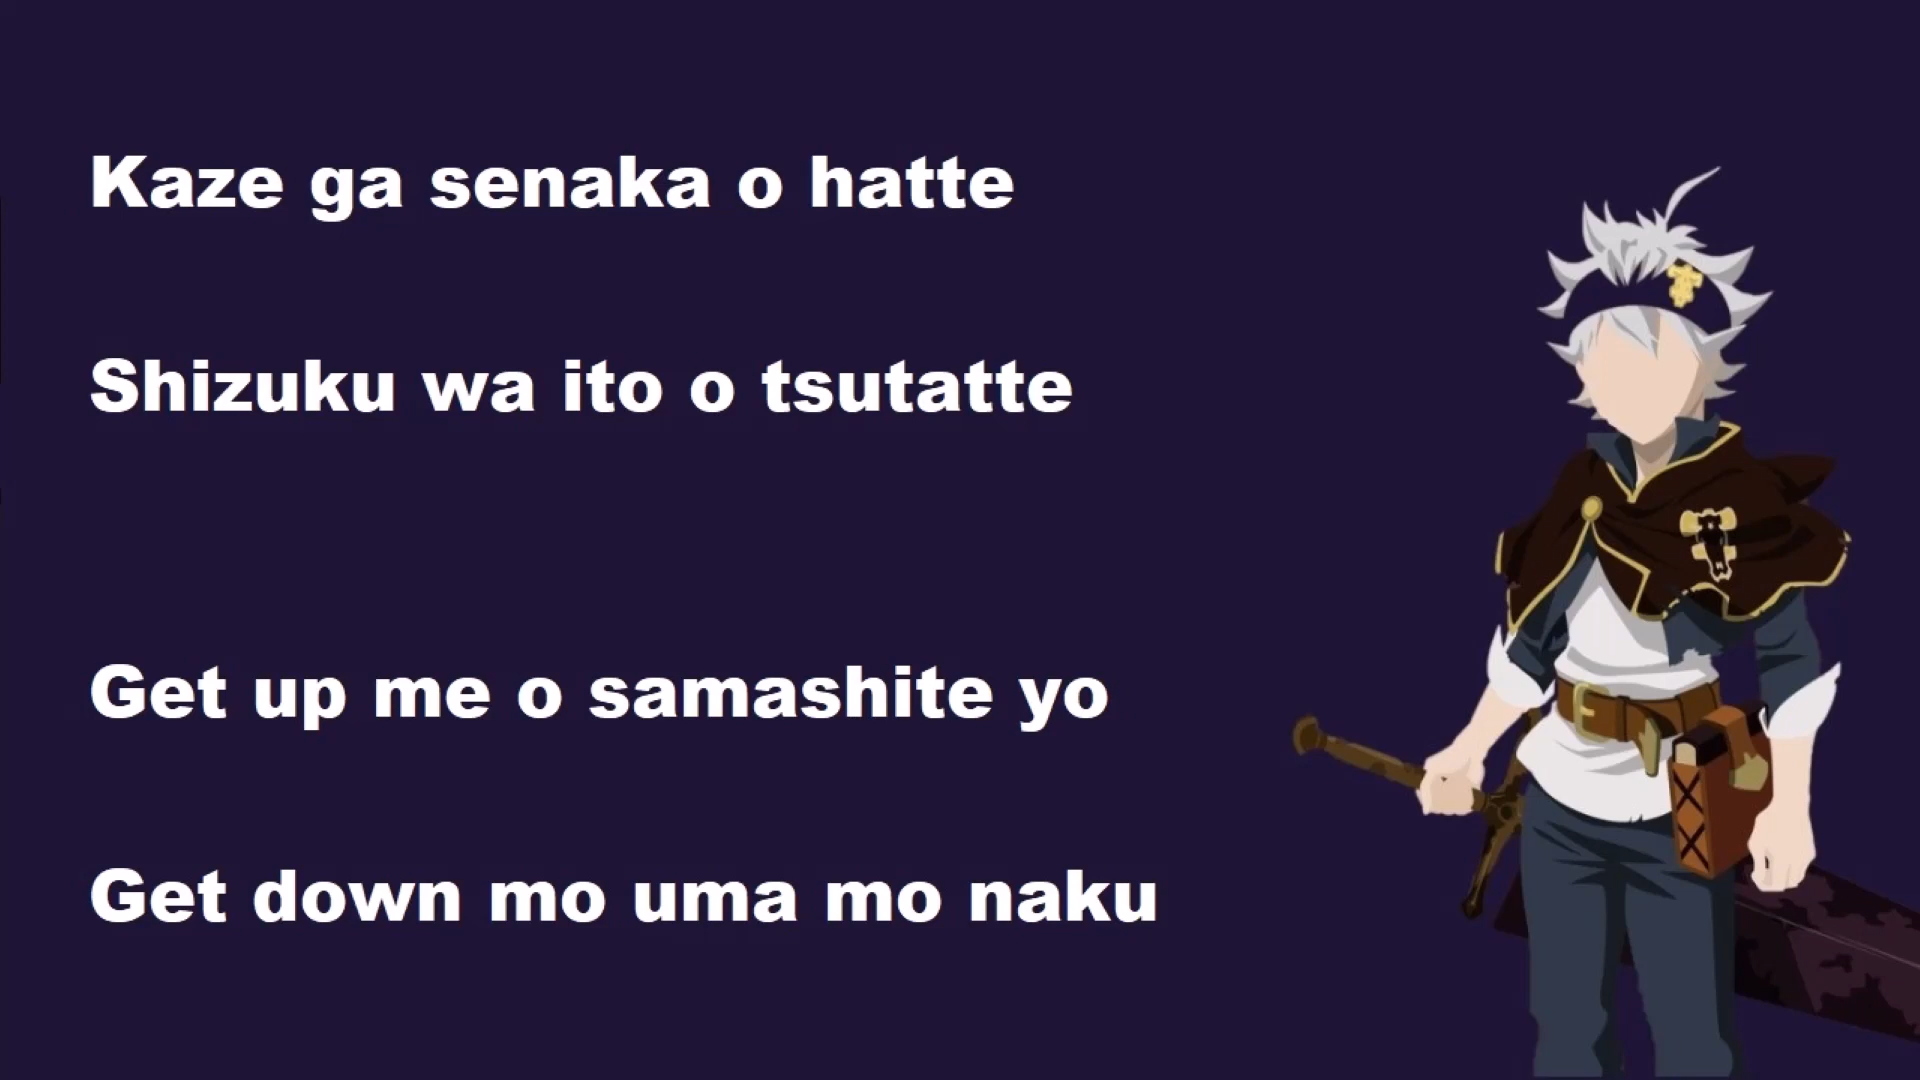 Kaze ga senaka o hatte
Shizuku wa ito o tsutatte
Get up me o samashite yo
Get down mo uma mo naku